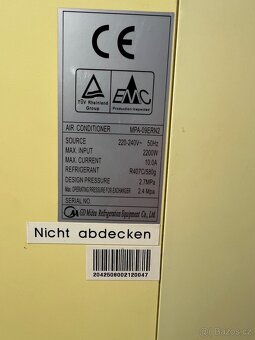 CE
TÜV Rheinland
Group
EMC
Production inspected
AIR CONDITIONER MPA-09ERN2
SOURCE 220-240V~ 50Hz
MAX. INPUT 2200W
MAX. CURRENT 10.0A
REFRIGERANT R407C/580g
DESIGN PRESSURE 2.7MPa
Max. OPERATING PRESSURE FOR EXCHANGER 2.4 Mpa
SERIAL NO.
GD Midea Refrigeration Equipment Co., Ltd
Nicht abdecken
2042508002120047
sbazar.cz